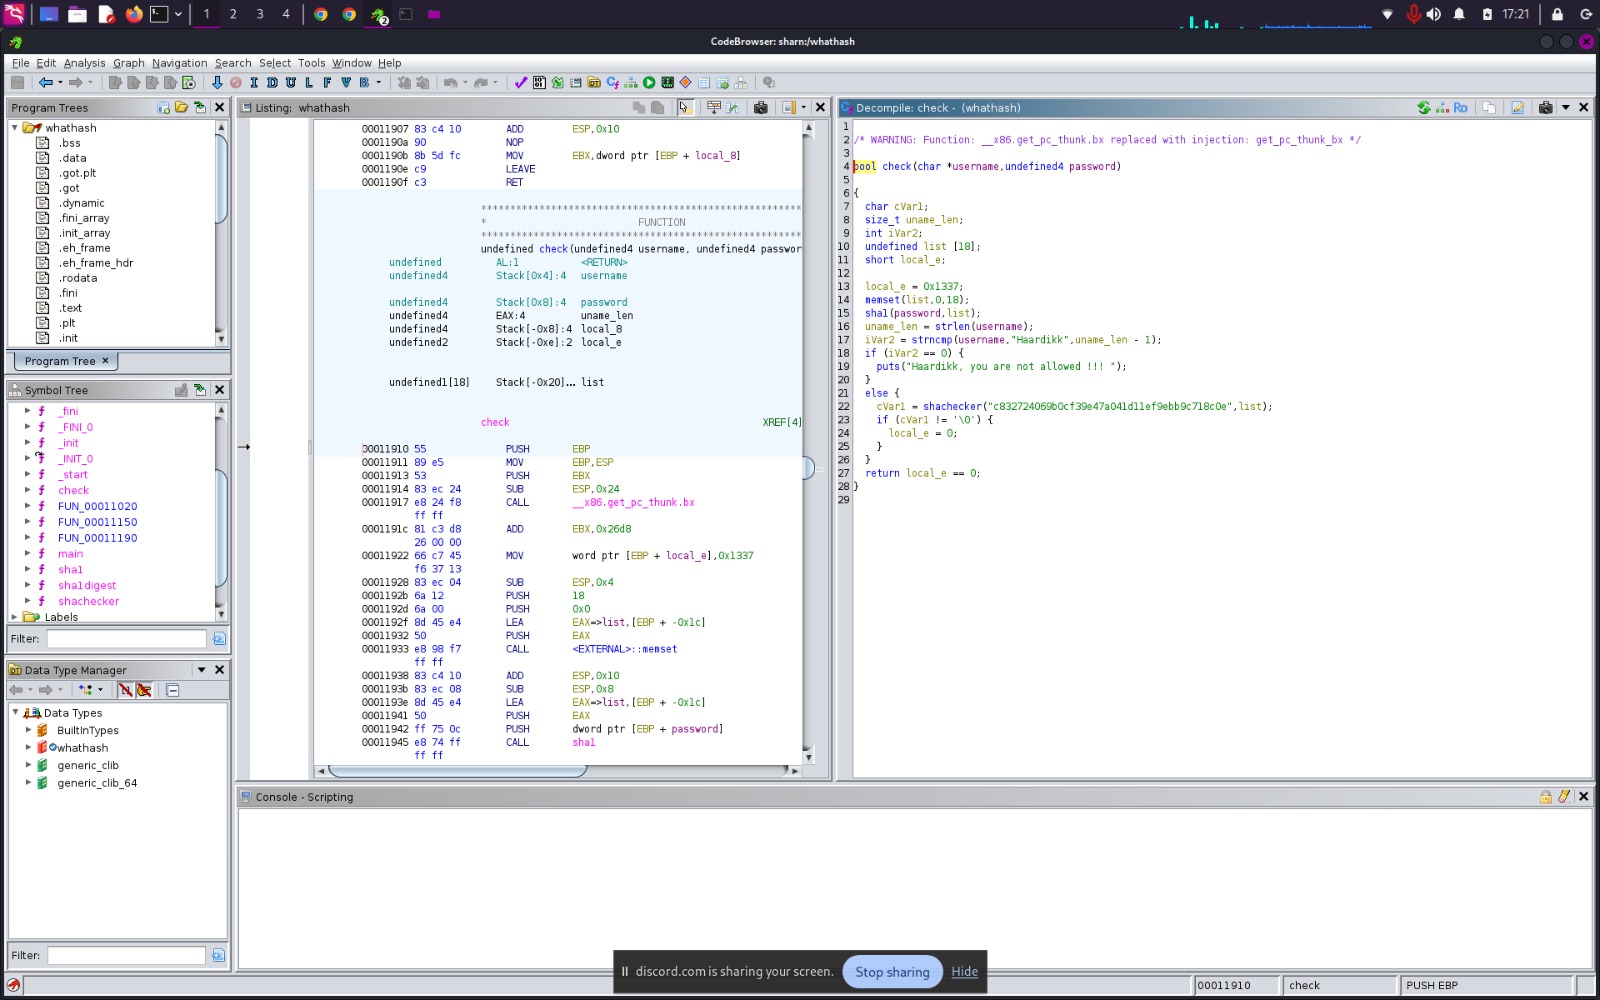 1 2 3 4 2 17:21
CodeBrowser: sharn:/whathash
File Edit Analysis Graph Navigation Search Select Tools Window Help
I D U L F V B
Program Trees
whathash
.bss
.data
.got.plt
.got
.dynamic
.fini_array
.init_array
.eh_frame
.eh_frame_hdr
.rodata
.fini
.text
.plt
.init
Program Tree ×
Symbol Tree
f _fini
f _FINI_0
f _init
f _INIT_0
f _start
f check
f FUN_00011020
f FUN_00011150
f FUN_00011190
f main
f sha1
f sha1digest
f shachecker
Labels
Filter:
Data Type Manager
Data Types
BuiltInTypes
whathash
generic_clib
generic_clib_64
Filter:
Listing: whathash
00011907 83 c4 10 ADD ESP,0x10
0001190a 90 NOP
0001190b 8b 5d fc MOV EBX,dword ptr [EBP + local_8]
0001190e c9 LEAVE
0001190f c3 RET
* FUNCTION
undefined check(undefined4 username, undefined4 passwor
undefined AL:1 <RETURN>
undefined4 Stack[0x4]:4 username
undefined4 Stack[0x8]:4 password
undefined4 EAX:4 uname_len
undefined4 Stack[-0x8]:4 local_8
undefined2 Stack[-0xe]:2 local_e
undefined1[18] Stack[-0x20]... list
check XREF[4]
00011910 55 PUSH EBP
00011911 89 e5 MOV EBP,ESP
00011913 53 PUSH EBX
00011914 83 ec 24 SUB ESP,0x24
00011917 e8 24 f8 CALL __x86.get_pc_thunk.bx
ff ff
0001191c 81 c3 d8 ADD EBX,0x26d8
26 00 00
00011922 66 c7 45 MOV word ptr [EBP + local_e],0x1337
f6 37 13
00011928 83 ec 04 SUB ESP,0x4
0001192b 6a 12 PUSH 18
0001192d 6a 00 PUSH 0x0
0001192f 8d 45 e4 LEA EAX=>list,[EBP + -0x1c]
00011932 50 PUSH EAX
00011933 e8 98 f7 CALL <EXTERNAL>::memset
ff ff
00011938 83 c4 10 ADD ESP,0x10
0001193b 83 ec 08 SUB ESP,0x8
0001193e 8d 45 e4 LEA EAX=>list,[EBP + -0x1c]
00011941 50 PUSH EAX
00011942 ff 75 0c PUSH dword ptr [EBP + password]
00011945 e8 74 ff CALL sha1
ff ff
Decompile: check - (whathash)
Ro
1
2 /* WARNING: Function: __x86.get_pc_thunk.bx replaced with injection: get_pc_thunk_bx */
3
4 bool check(char *username,undefined4 password)
5
6 {
7 char cVar1;
8 size_t uname_len;
9 int iVar2;
10 undefined list [18];
11 short local_e;
12
13 local_e = 0x1337;
14 memset(list,0,18);
15 sha1(password,list);
16 uname_len = strlen(username);
17 iVar2 = strncmp(username,"Haardikk",uname_len - 1);
18 if (iVar2 == 0) {
19 puts("Haardikk, you are not allowed !!! ");
20 }
21 else {
22 cVar1 = shachecker("c832724069b0cf39e47a041d11ef9ebb9c718c0e",list);
23 if (cVar1 != '\0') {
24 local_e = 0;
25 }
26 }
27 return local_e == 0;
28 }
29
Console - Scripting
discord.com is sharing your screen. Stop sharing Hide
00011910 check PUSH EBP